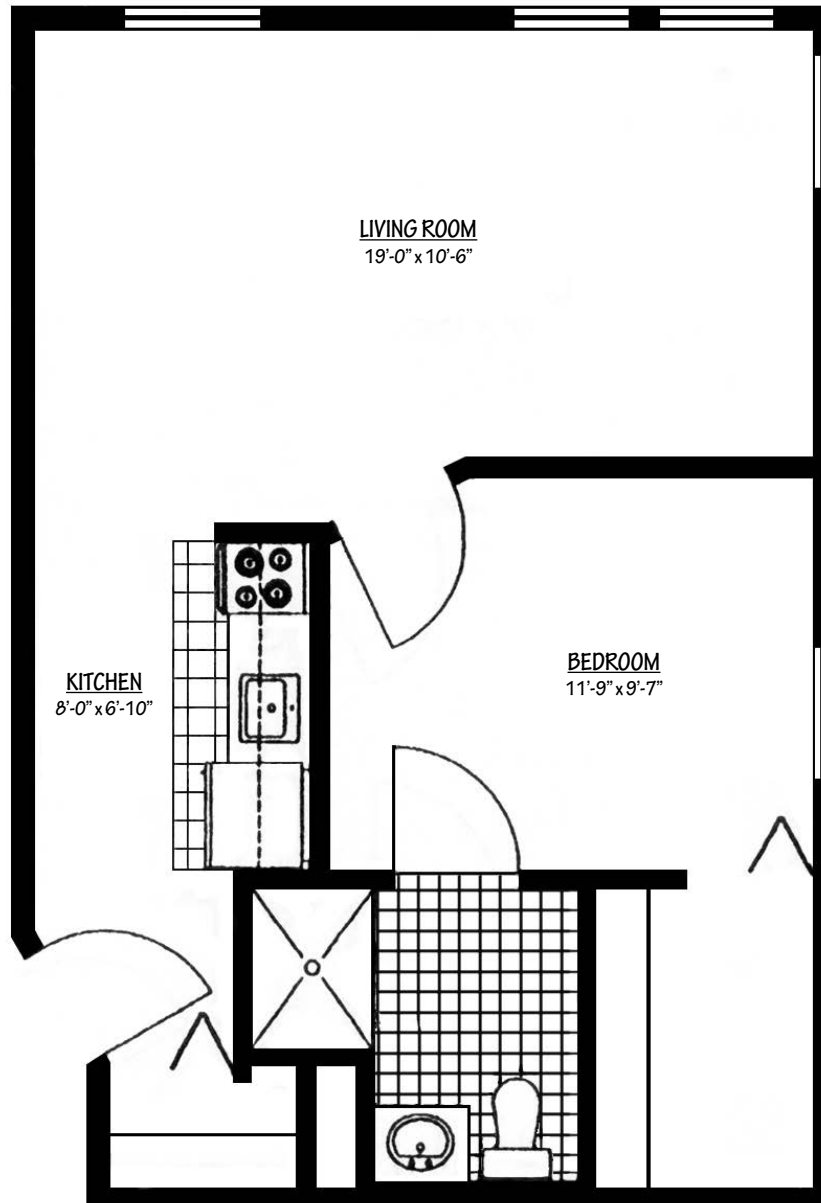 LIVING ROOM
19'-0" x 10'-6"
BEDROOM
11'-9" x 9'-7"
KITCHEN
8'-0" x 6'-10"